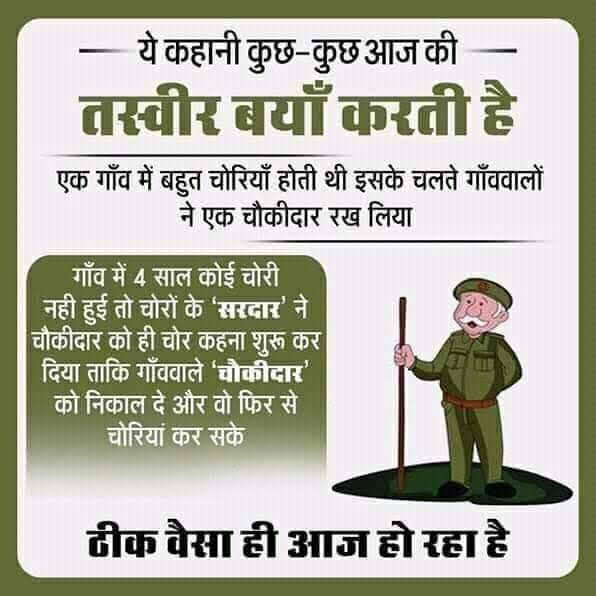 ये कहानी कुछ-कुछ आज की
तस्वीर बयाँ करती है
एक गाँव में बहुत चोरियाँ होती थी इसके चलते गाँववालों
ने एक चौकीदार रख लिया
गाँव में 4 साल कोई चोरी
नही हुई तो चोरों के ‘सरदार’ ने
चौकीदार को ही चोर कहना शुरू कर
दिया ताकि गाँववाले ‘चौकीदार’
को निकाल दे और वो फिर से
चोरियां कर सके
ठीक वैसा ही आज हो रहा है